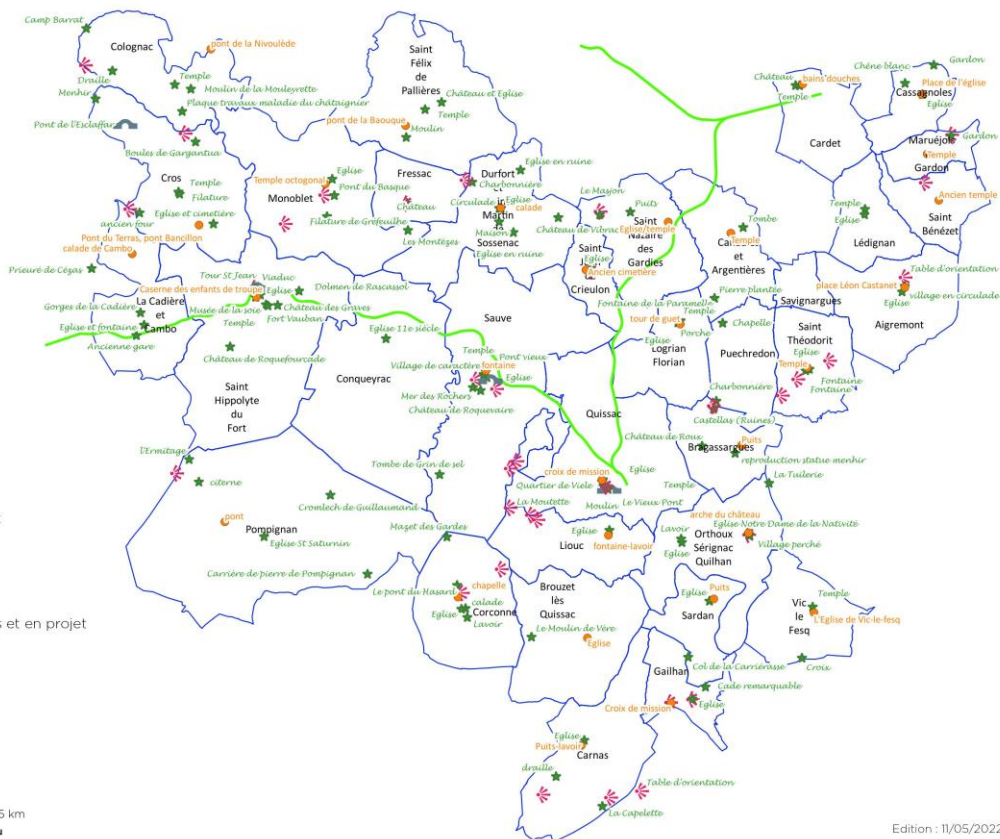 Camp Barrat
Colognac
pont de la Nivoulède
Draille
Temple
Moulin de la Mouleyrette
Menhir
Plaque travaux maladie du châtaignier
Pont de l'Esclaffar
Boules de Gargantua
Saint
Félix
de
Pallières
Château et Eglise
Temple
pont de la Baouque
Moulin
Château
bains douches
Temple
Chêne blanc
Gardon
Place de l'église
Cassagnoles
Eglise
Cardet
Maruéjols
Gardon
Temple
Gardon
Ancien temple
Saint
Bénézet
Cros
Temple
Filature
Eglise et cimetière
ancien four
Pont du Terras, pont Bancillon
calade de Cambo
Prieuré de Cézas
Temple octogonal
Eglise
Pont du Basque
Monoblet
Filature de Grefeuilhe
Fressac
Château
Les Montèzes
Durfort
Eglise en ruine
Charbonnière
Circulade
Eglise
calade
Martin
Maison
Sossenac
Eglise en ruine
Le Masjon
Puits
Château de Vibrac
Saint
Eglise/temple
Nazaire
des
Gardies
Saint
Eglise
Ancien cimetière
Crieulon
Tombe
Temple
et
Argentières
Temple
Eglise
Lédignan
Table d'orientation
place Léon Castanet
village en circulade
Aigremont
Tour St Jean
Viaduc
Caserne des enfants de troupe
Eglise
Dolmen de Rascassol
Gorges de la Cadière
La Cadière
et
Cambo
Musée de la soie
Château des Graves
Temple
Fort Vauban
Eglise et fontaine
Ancienne gare
Château de Roquefourcade
Eglise 11e siècle
Sauve
Fontaine de la Paramelle
Pierre plantée
Temple
tour de guet
Porche
Eglise
Chapelle
Logrian
Florian
Savignargues
Puechredon
Saint
Théodorit
Eglise
Temple
Fontaine
Fontaine
Saint
Hippolyte
du
Fort
Conqueyrac
Temple
Pont vieux
Village de caractère
fontaine
Eglise
Mer des Rochers
Château de Roquevaire
Quissac
Charbonnière
Castellas (Ruines)
Château de Roux
Bragassargues
Puits
reproduction statue menhir
La Tuilerie
L'Ermitage
citerne
Tombe de Grin de sel
Cromlech de Guillaumand
pont
Pompignan
Eglise St Saturnin
Carrière de pierre de Pompignan
Mazet des Gardes
croix de mission
Eglise
Quartier de Viele
Temple
Moulin
Le Vieux Pont
La Moutette
Liouc
Eglise
fontaine-lavoir
arche du château
Eglise Notre Dame de la Nativité
Lavoir
Orthoux
Sérignac
Quilhan
Eglise
Village perché
Le pont du Hasard
chapelle
calade
Eglise
Corconne
Lavoir
Brouzet
lès
Quissac
Le Moulin de Vère
Eglise
Puits
Eglise
Sardan
Vic
le
Fesq
Temple
L'Eglise de Vic-le-fesq
Croix
Gailhan
Col de la Carrièrasse
Cade remarquable
Croix de mission
Eglise
Eglise
Puits-lavoir
Carnas
draille
Table d'orientation
La Capelette
s et en projet
5 km
Edition : 11/05/2022